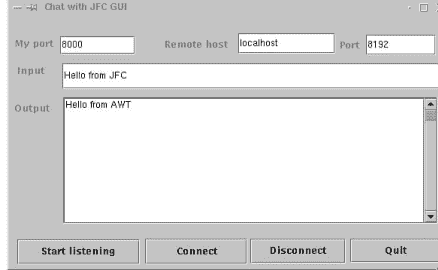 Chat with JFC GUI
My port 8000 Remote host localhost Port 8192
Input Hello from JFC
Output Hello from AWT
Start listening Connect Disconnect Quit